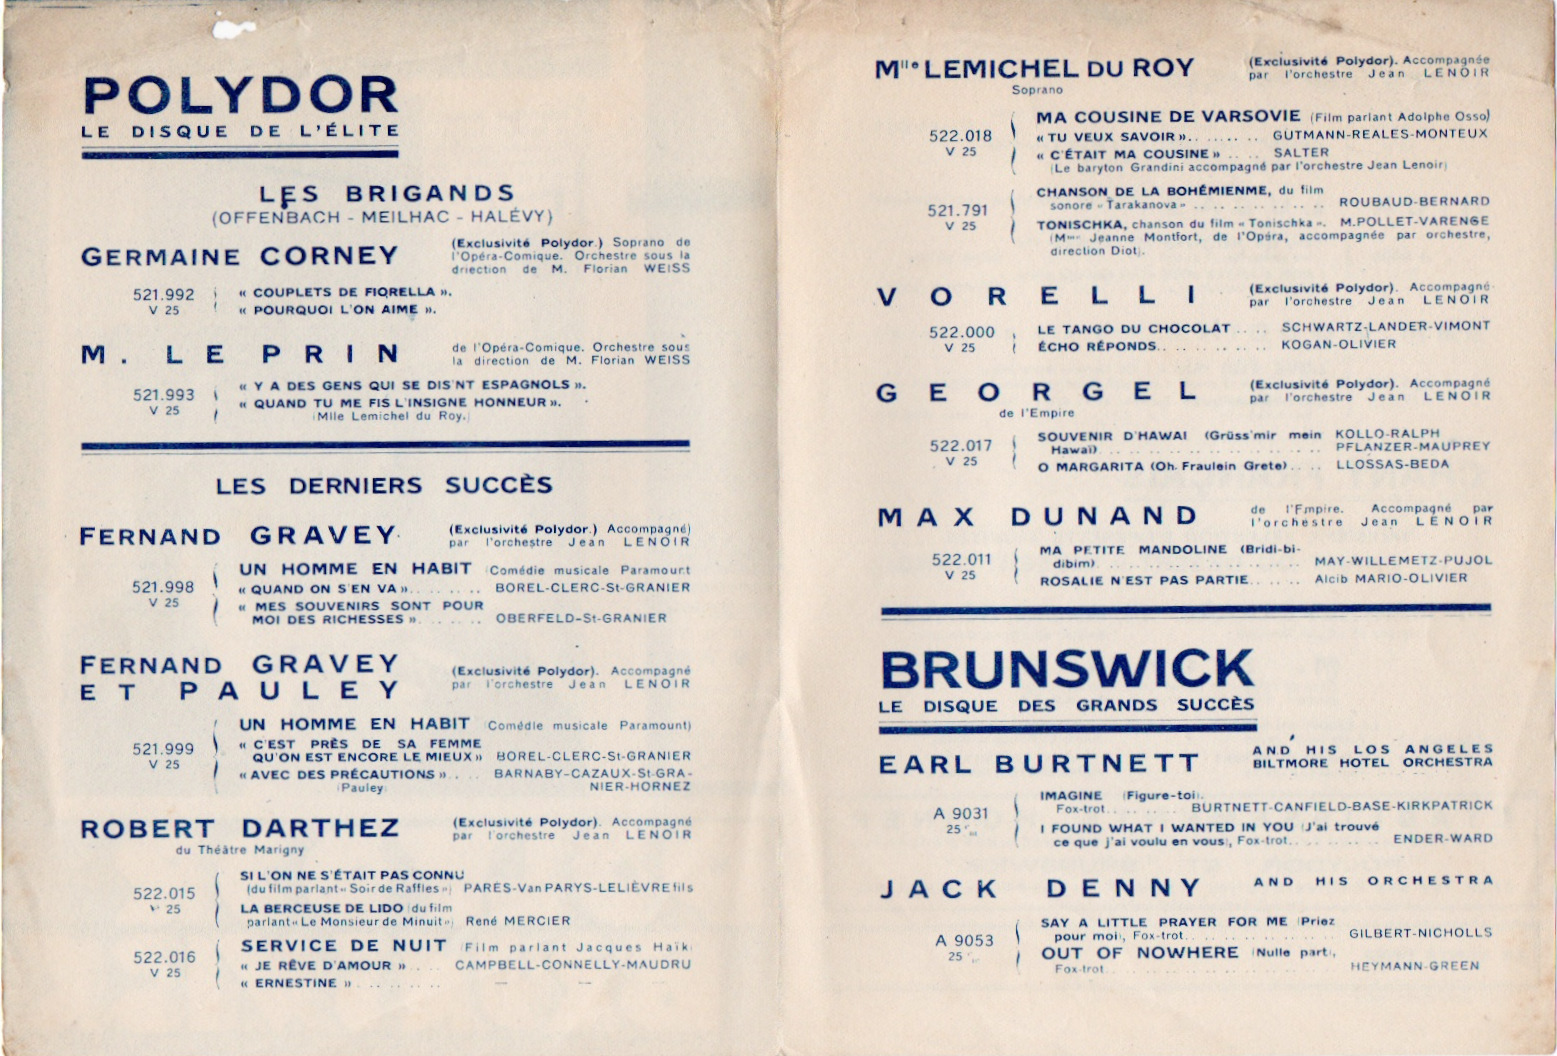 POLYDOR
LE DISQUE DE L'ÉLITE
LES BRIGANDS
(OFFENBACH - MEILHAC - HALÉVY)
GERMAINE CORNEY
(Exclusivité Polydor.) Soprano de
l'Opéra-Comique. Orchestre sous la
direction de M. Florian WEISS
521.992
V 25
« COUPLETS DE FIORELLA ».
« POURQUOI L'ON AIME ».
M. LE PRIN
de l'Opéra-Comique. Orchestre sous
la direction de M. Florian WEISS
521.993
V 25
« Y A DES GENS QUI SE DIS'NT ESPAGNOLS ».
« QUAND TU ME FIS L'INSIGNE HONNEUR ».
(Mlle Lemichel du Roy.)
LES DERNIERS SUCCÈS
FERNAND GRAVEY
(Exclusivité Polydor.) Accompagné)
par l'orchestre Jean LENOIR
521.998
V 25
UN HOMME EN HABIT (Comédie musicale Paramount
« QUAND ON S'EN VA ».. ...... .. BOREL-CLERC-St-GRANIER
« MES SOUVENIRS SONT POUR
MOI DES RICHESSES ». .. .. .. OBERFELD-St-GRANIER
FERNAND GRAVEY
ET PAULEY
(Exclusivité Polydor). Accompagné
par l'orchestre Jean LENOIR
521.999
V 25
UN HOMME EN HABIT (Comédie musicale Paramount)
« C'EST PRÈS DE SA FEMME
QU'ON EST ENCORE LE MIEUX » BOREL-CLERC-St-GRANIER
« AVEC DES PRÉCAUTIONS ».. .. BARNABY-CAZAUX-St-GRA-
(Pauley) NIER-HORNEZ
ROBERT DARTHEZ
du Théâtre Marigny
(Exclusivité Polydor). Accompagné
par l'orchestre Jean LENOIR
522.015
V 25
SI L'ON NE S'ÉTAIT PAS CONNU
(du film parlant « Soir de Raffles ») PARÈS-Van PARYS-LELIÈVRE fils
LA BERCEUSE DE LIDO (du film
parlant « Le Monsieur de Minuit ») René MERCIER
522.016
V 25
SERVICE DE NUIT (Film parlant Jacques Haïk)
« JE RÊVE D'AMOUR » .. .. CAMPBELL-CONNELLY-MAUDRU
« ERNESTINE » .. .. .. .. — — —
Mlle LEMICHEL DU ROY
Soprano
(Exclusivité Polydor). Accompagnée
par l'orchestre Jean LENOIR
522.018
V 25
MA COUSINE DE VARSOVIE (Film parlant Adolphe Osso)
« TU VEUX SAVOIR ».. .. .. .. GUTMANN-REALES-MONTEUX
« C'ÉTAIT MA COUSINE » .. .. SALTER
(Le baryton Grandini accompagné par l'orchestre Jean Lenoir)
521.791
V 25
CHANSON DE LA BOHÉMIENME, du film
sonore « Tarakanova » .. .. .. .. .. .. .. ROUBAUD-BERNARD
TONISCHKA, chanson du film « Tonischka ». M.POLLET-VARENGE
(Mme Jeanne Montfort, de l'Opéra, accompagnée par orchestre,
direction Diot).
VORELLI
(Exclusivité Polydor). Accompagné
par l'orchestre Jean LENOIR
522.000
V 25
LE TANGO DU CHOCOLAT .. .. SCHWARTZ-LANDER-VIMONT
ÉCHO RÉPONDS.. .. .. .. .. .. KOGAN-OLIVIER
GEORGEL
de l'Empire
(Exclusivité Polydor). Accompagné
par l'orchestre Jean LENOIR
522.017
V 25
SOUVENIR D'HAWAI (Grüss'mir mein KOLLO-RALPH
Hawaï) .. .. .. .. .. .. .. .. .. .. PFLANZER-MAUPREY
O MARGARITA (Oh. Fraulein Grete).. .. LLOSSAS-BEDA
MAX DUNAND
de l'Empire. Accompagné par
l'orchestre Jean LENOIR
522.011
V 25
MA PETITE MANDOLINE (Bridi-bi-
dibim) .. .. .. .. .. .. .. .. .. MAY-WILLEMETZ-PUJOL
ROSALIE N'EST PAS PARTIE.. .. .. Alcib MARIO-OLIVIER
BRUNSWICK
LE DISQUE DES GRANDS SUCCÈS
EARL BURTNETT
AND HIS LOS ANGELES
BILTMORE HOTEL ORCHESTRA
A 9031
25 c/m
IMAGINE (Figure-toi).
Fox-trot.. .. .. .. BURTNETT-CANFIELD-BASE-KIRKPATRICK
I FOUND WHAT I WANTED IN YOU (J'ai trouvé
ce que j'ai voulu en vous), Fox-trot.. .. .. .. ENDER-WARD
JACK DENNY
AND HIS ORCHESTRA
A 9053
25 c/m
SAY A LITTLE PRAYER FOR ME (Priez
pour moi), Fox-trot.. .. .. .. .. .. .. GILBERT-NICHOLLS
OUT OF NOWHERE (Nulle part),
Fox-trot.. .. .. .. .. .. .. .. .. .. HEYMANN-GREEN